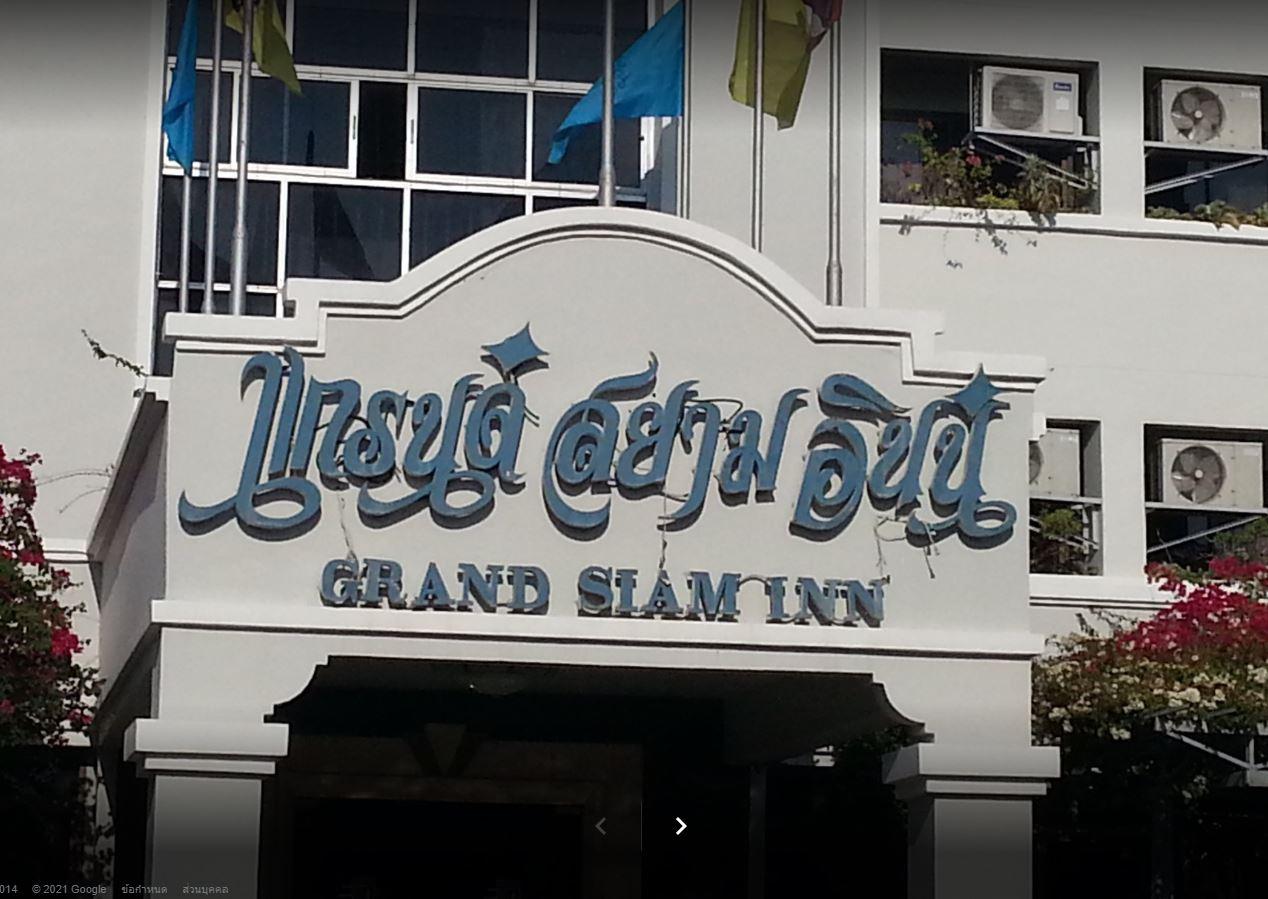 แกรนด์ สยาม อินน์
GRAND SIAM INN
014 © 2021 Google ข้อกำหนด ส่วนบุคคล